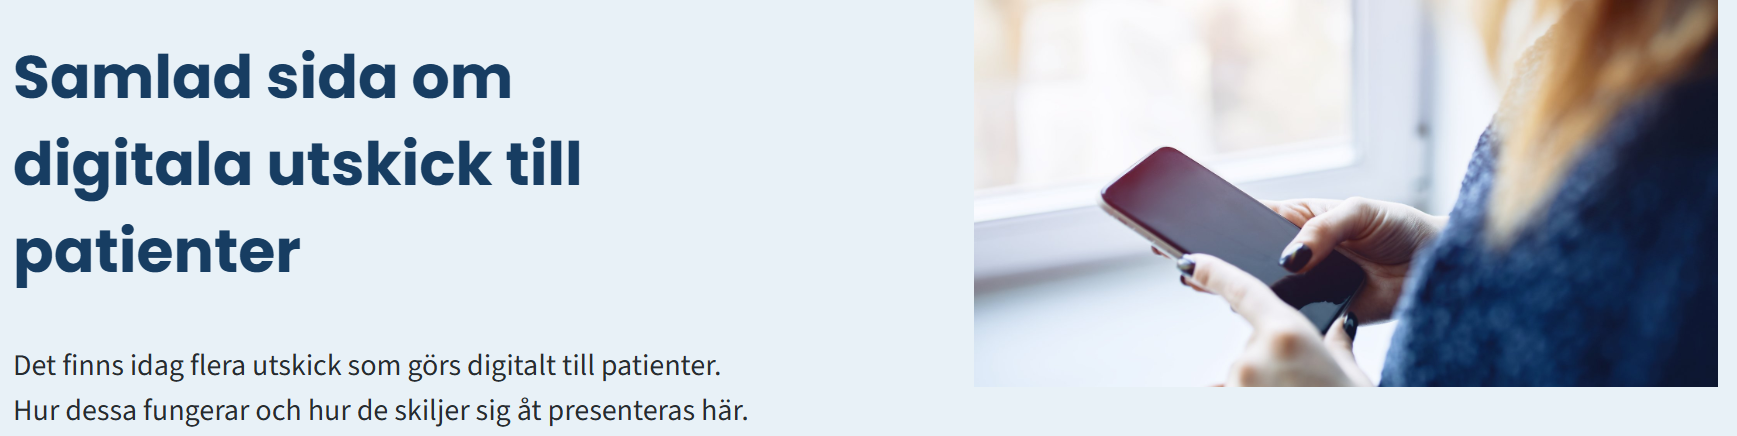 Samlad sida om
digitala utskick till
patienter
Det finns idag flera utskick som görs digitalt till patienter.
Hur dessa fungerar och hur de skiljer sig åt presenteras här.